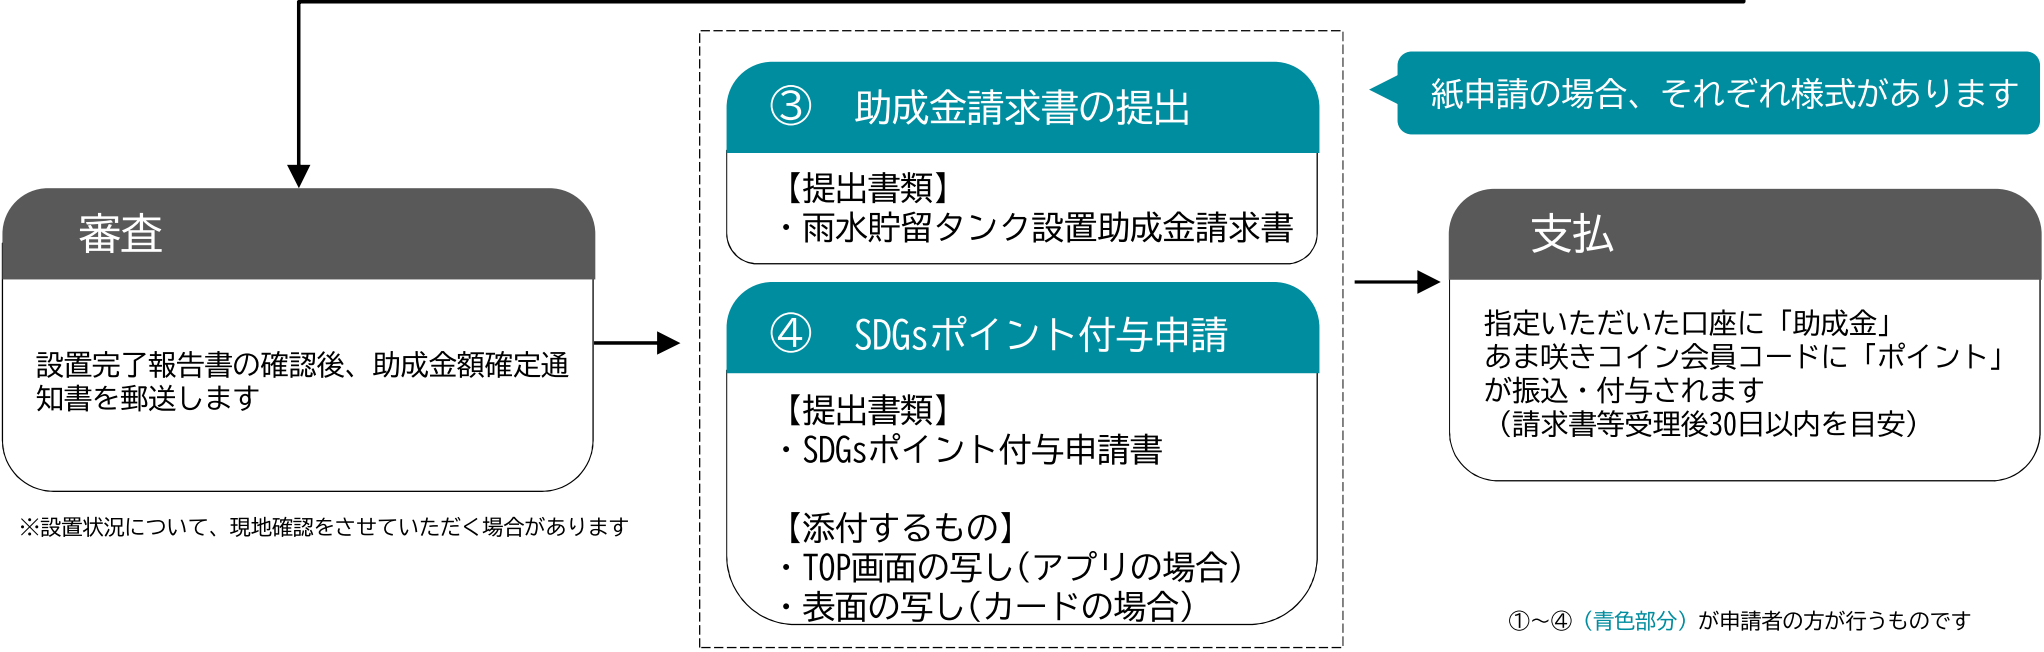 審査
設置完了報告書の確認後、助成金額確定通
知書を郵送します
※設置状況について、現地確認をさせていただく場合があります
③ 助成金請求書の提出
【提出書類】
・雨水貯留タンク設置助成金請求書
④ SDGsポイント付与申請
【提出書類】
・SDGsポイント付与申請書
【添付するもの】
・TOP画面の写し(アプリの場合)
・表面の写し(カードの場合)
紙申請の場合、それぞれ様式があります
支払
指定いただいた口座に「助成金」
あま咲きコイン会員コードに「ポイント」
が振込・付与されます
（請求書等受理後30日以内を目安）
①～④（青色部分）が申請者の方が行うものです